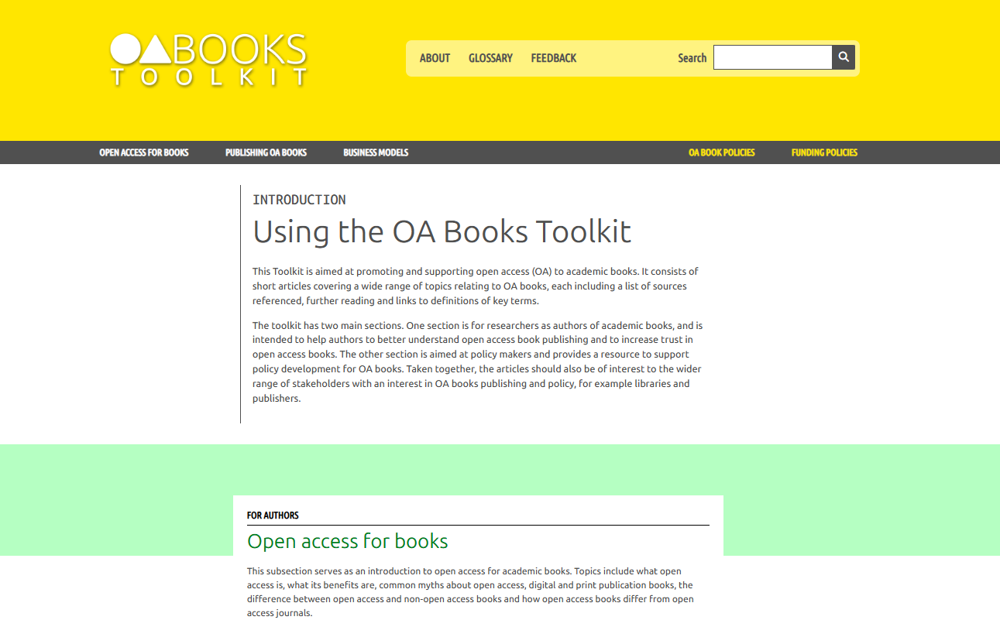 OABOOKS
TOOLKIT
ABOUT GLOSSARY FEEDBACK Search
OPEN ACCESS FOR BOOKS PUBLISHING OA BOOKS BUSINESS MODELS OA BOOK POLICIES FUNDING POLICIES
INTRODUCTION
Using the OA Books Toolkit
This Toolkit is aimed at promoting and supporting open access (OA) to academic books. It consists of
short articles covering a wide range of topics relating to OA books, each including a list of sources
referenced, further reading and links to definitions of key terms.
The toolkit has two main sections. One section is for researchers as authors of academic books, and is
intended to help authors to better understand open access book publishing and to increase trust in
open access books. The other section is aimed at policy makers and provides a resource to support
policy development for OA books. Taken together, the articles should also be of interest to the wider
range of stakeholders with an interest in OA books publishing and policy, for example libraries and
publishers.
FOR AUTHORS
Open access for books
This subsection serves as an introduction to open access for academic books. Topics include what open
access is, what its benefits are, common myths about open access, digital and print publication books, the
difference between open access and non-open access books and how open access books differ from open
access journals.